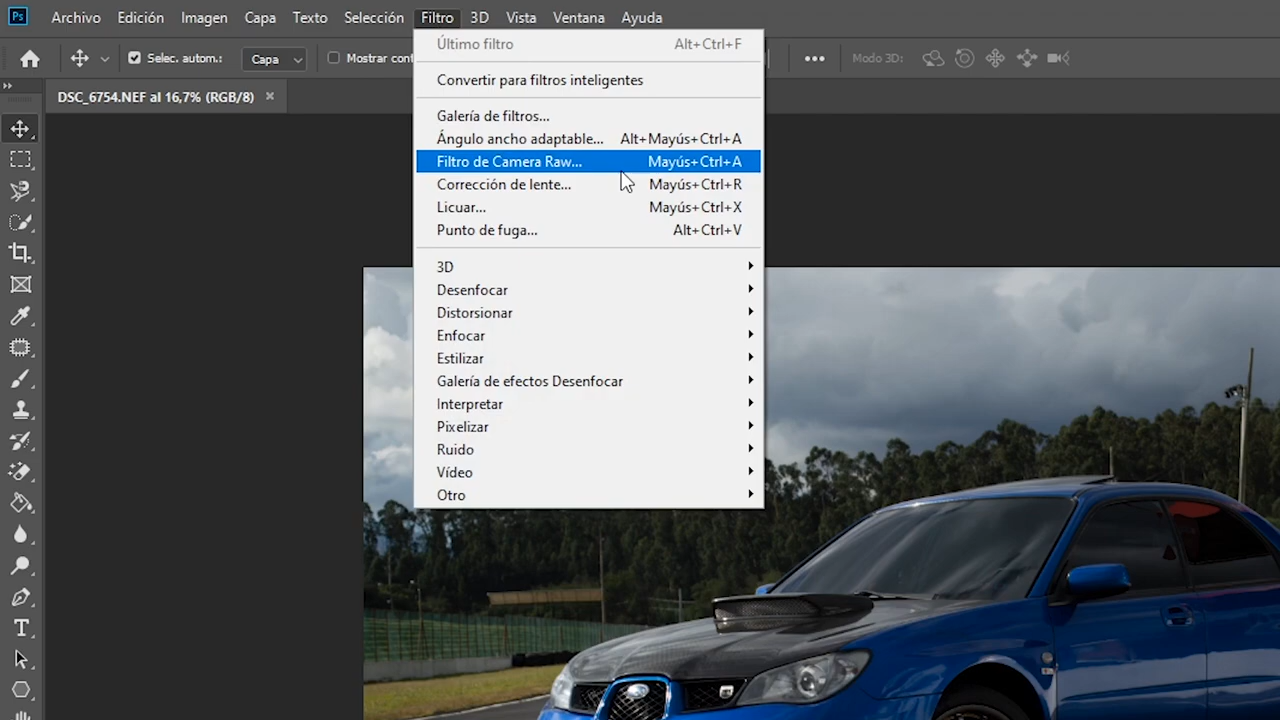 Ps Archivo Edición Imagen Capa Texto Selección Filtro 3D Vista Ventana Ayuda
Selec. autom.: Capa Mostrar cont Modo 3D:
DSC_6754.NEF al 16,7% (RGB/8) ×
Último filtro Alt+Ctrl+F
Convertir para filtros inteligentes
Galería de filtros...
Ángulo ancho adaptable... Alt+Mayús+Ctrl+A
Filtro de Camera Raw... Mayús+Ctrl+A
Corrección de lente... Mayús+Ctrl+R
Licuar... Mayús+Ctrl+X
Punto de fuga... Alt+Ctrl+V
3D
Desenfocar
Distorsionar
Enfocar
Estilizar
Galería de efectos Desenfocar
Interpretar
Pixelizar
Ruido
Vídeo
Otro